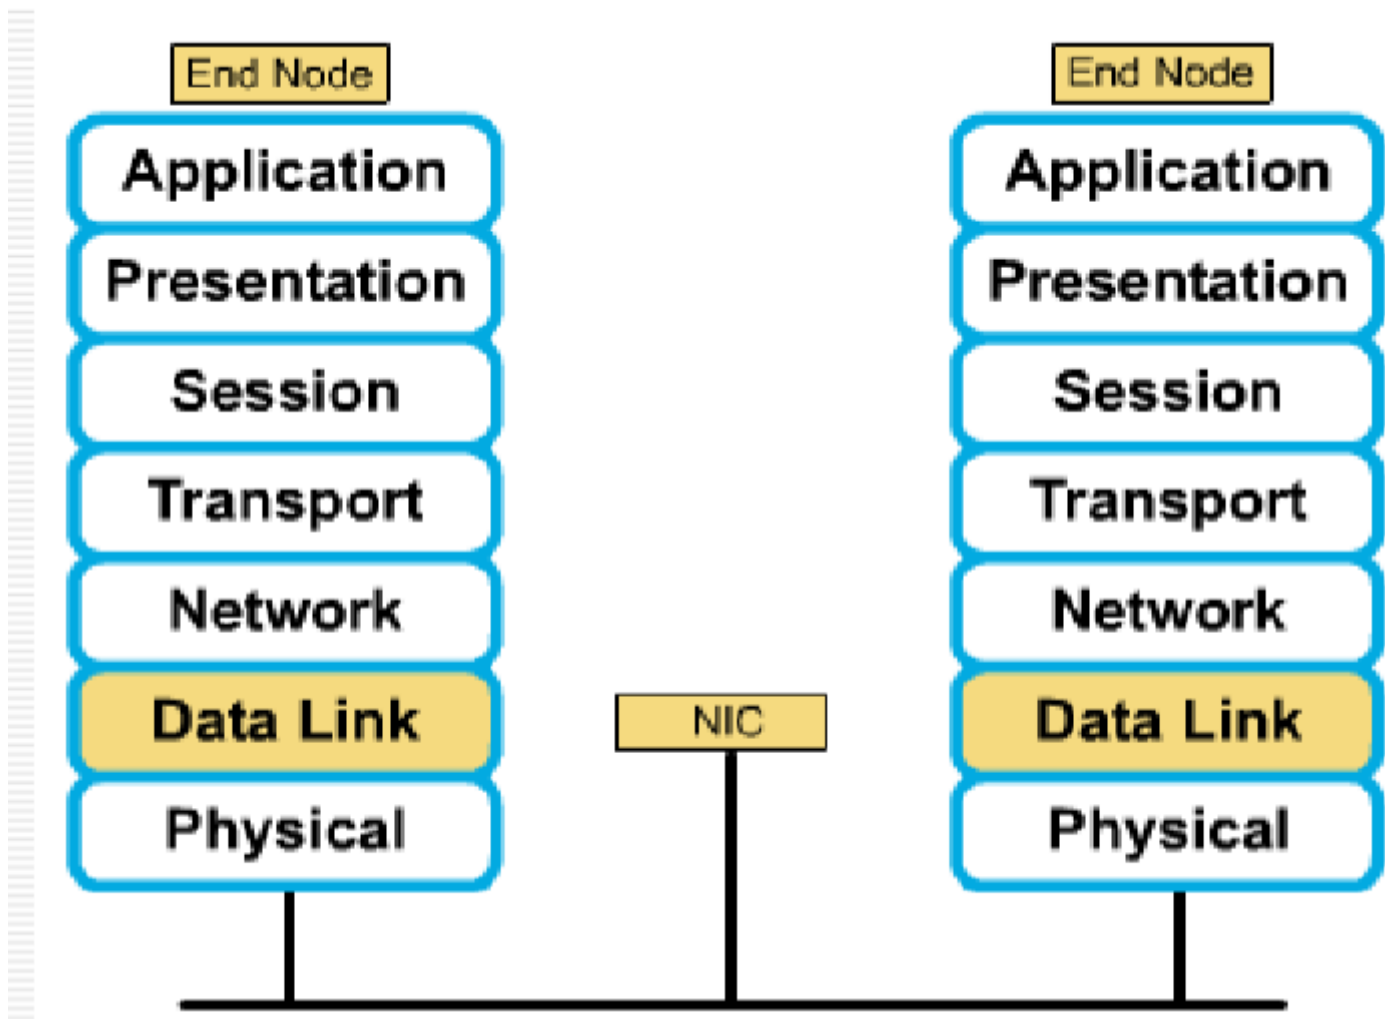 End Node
Application
Presentation
Session
Transport
Network
Data Link
Physical
NIC
End Node
Application
Presentation
Session
Transport
Network
Data Link
Physical